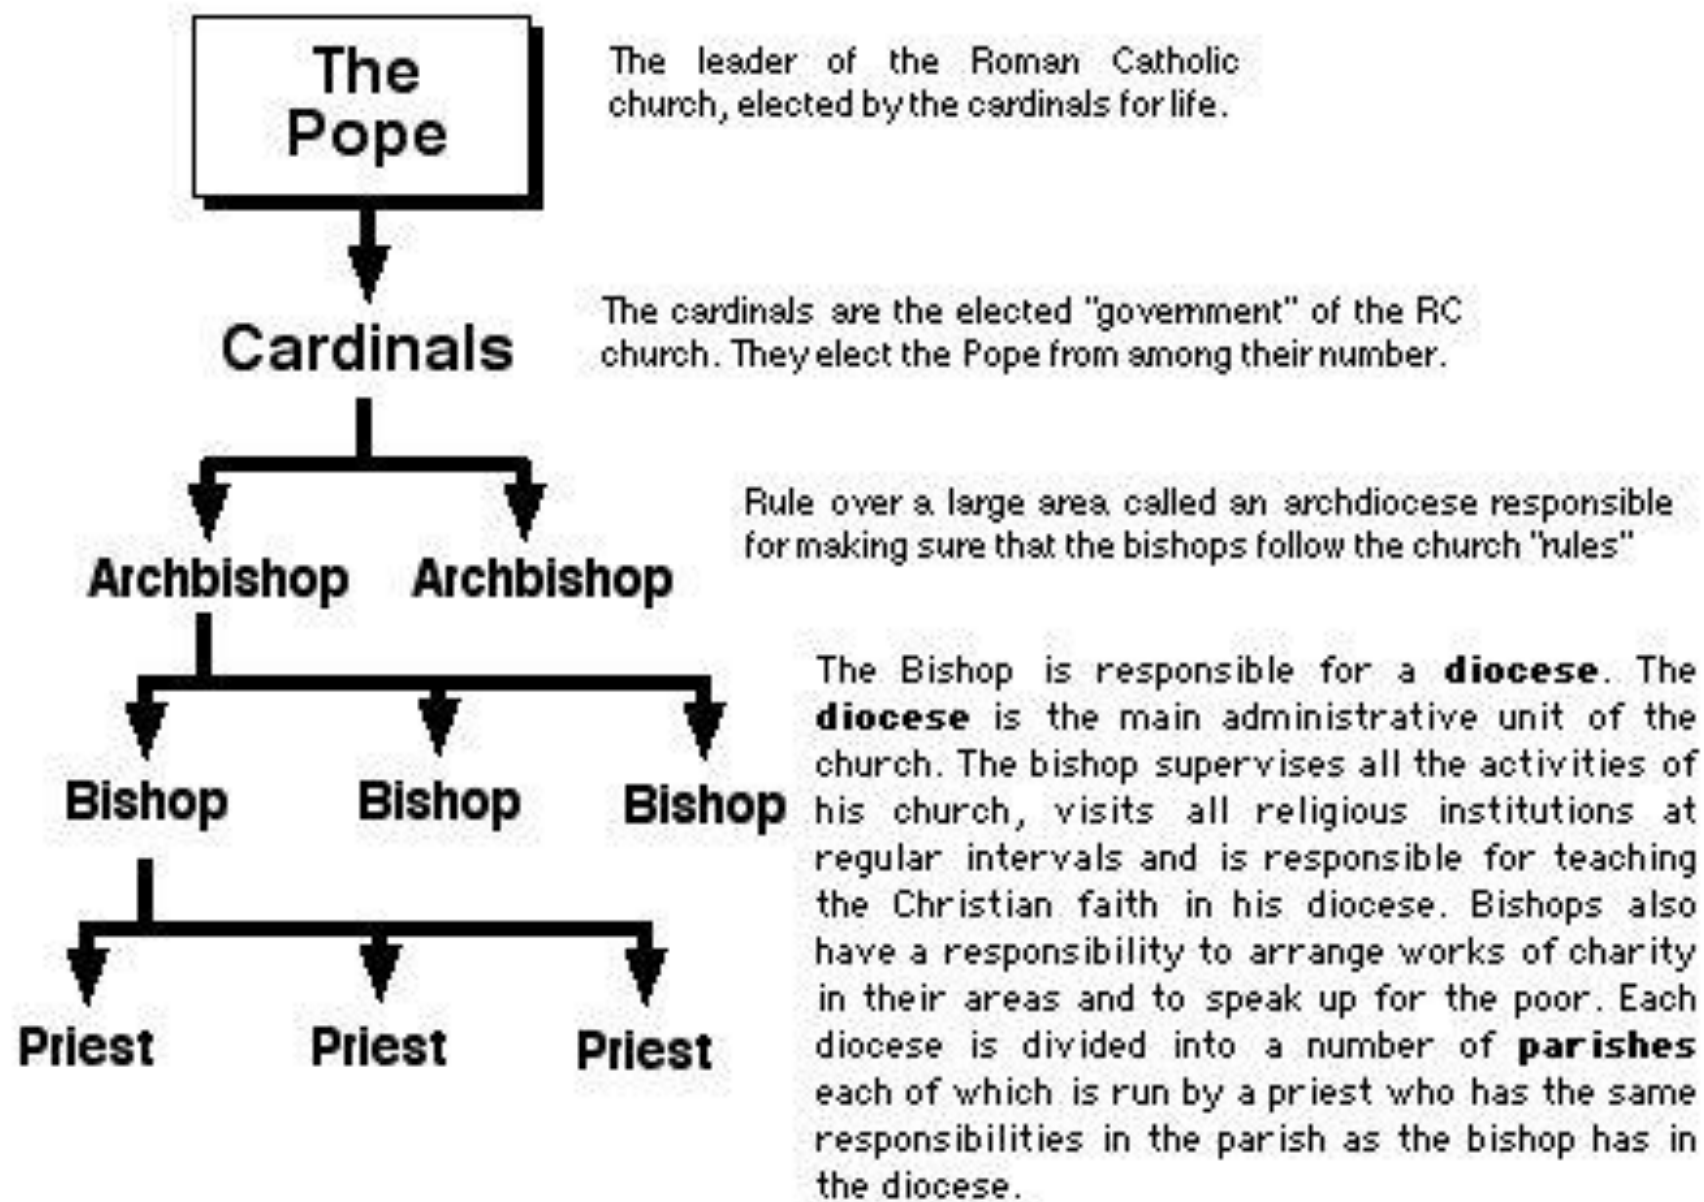 The
Pope
The leader of the Roman Catholic
church, elected by the cardinals for life.
Cardinals
The cardinals are the elected "government" of the RC
church. They elect the Pope from among their number.
Archbishop Archbishop
Rule over a large area called an archdiocese responsible
for making sure that the bishops follow the church "rules"
Bishop Bishop Bishop
The Bishop is responsible for a diocese. The
diocese is the main administrative unit of the
church. The bishop supervises all the activities of
his church, visits all religious institutions at
regular intervals and is responsible for teaching
the Christian faith in his diocese. Bishops also
have a responsibility to arrange works of charity
in their areas and to speak up for the poor. Each
diocese is divided into a number of parishes
each of which is run by a priest who has the same
responsibilities in the parish as the bishop has in
the diocese.
Priest Priest Priest